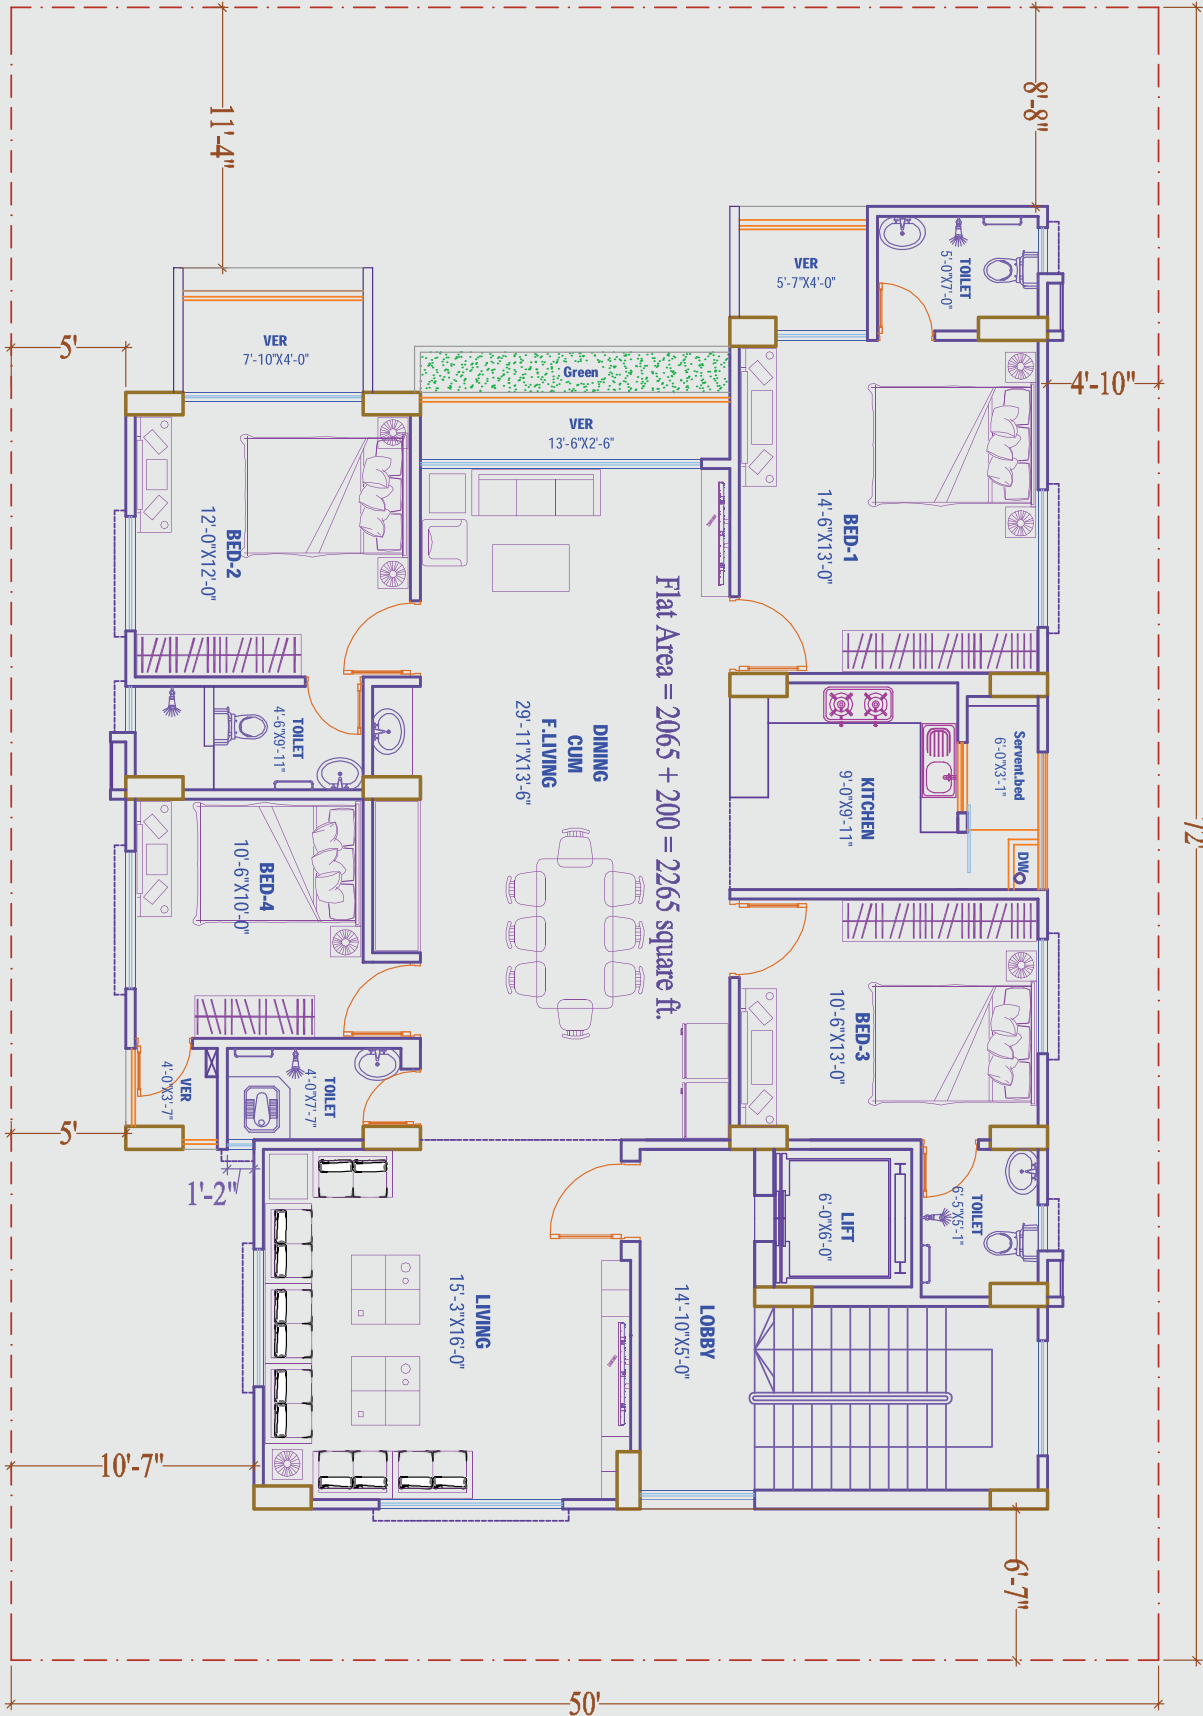 11'-4"
8'-8"
TOILET
5'-0"X7'-0"
VER
5'-7"X4'-0"
VER
7'-10"X4'-0"
5'
Green
4'-10"
VER
13'-6"X2'-6"
BED-2
12'-0"X12'-0"
BED-1
14'-6"X13'-0"
Flat Area = 2065 + 200 = 2265 square ft.
TOILET
4'-6"X9'-11"
DINING
CUM
F.LIVING
29'-11"X13'-6"
KITCHEN
9'-0"X9'-11"
Servent.bed
6'-0"X3'-1"
DW
72'
BED-4
10'-6"X10'-0"
BED-3
10'-6"X13'-0"
VER
4'-0"X3'-7"
TOILET
4'-0"X7'-7"
5'
1'-2"
LIFT
6'-0"X6'-0"
TOILET
6'-5"X5'-1"
LIVING
15'-3"X16'-0"
LOBBY
14'-10"X5'-0"
10'-7"
6'-7"
50'